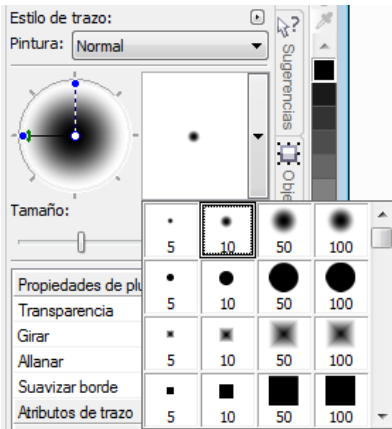 Estilo de trazo:
Pintura: Normal
Sugerencias
Obje
Tamaño:
5 10 50 100
5 10 50 100
5 10 50 100
5 10 50 100
Propiedades de plu
Transparencia
Girar
Allanar
Suavizar borde
Atributos de trazo